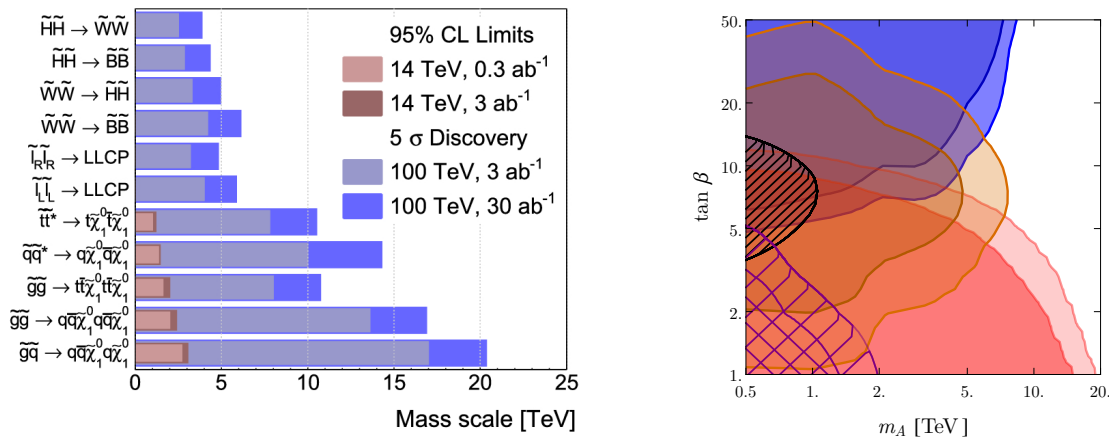 H̃H̃ → W̃W̃
H̃H̃ → B̃B̃
W̃W̃ → H̃H̃
W̃W̃ → B̃B̃
l̃_R l̃_R → LLCP
l̃_L l̃_L → LLCP
t̃t̃* → tχ̃₁⁰t̄χ̃₁⁰
q̃q̃* → qχ̃₁⁰q̄χ̃₁⁰
g̃g̃ → tt̄χ̃₁⁰tt̄χ̃₁⁰
g̃g̃ → qq̄χ̃₁⁰qq̄χ̃₁⁰
g̃q̃ → qq̄χ̃₁⁰qχ̃₁⁰
95% CL Limits
14 TeV, 0.3 ab⁻¹
14 TeV, 3 ab⁻¹
5 σ Discovery
100 TeV, 3 ab⁻¹
100 TeV, 30 ab⁻¹
0 5 10 15 20 25
Mass scale [TeV]
tan β
50.
20.
10.
5.
2.
1.
0.5 1. 2. 5. 10. 20.
m_A [TeV]